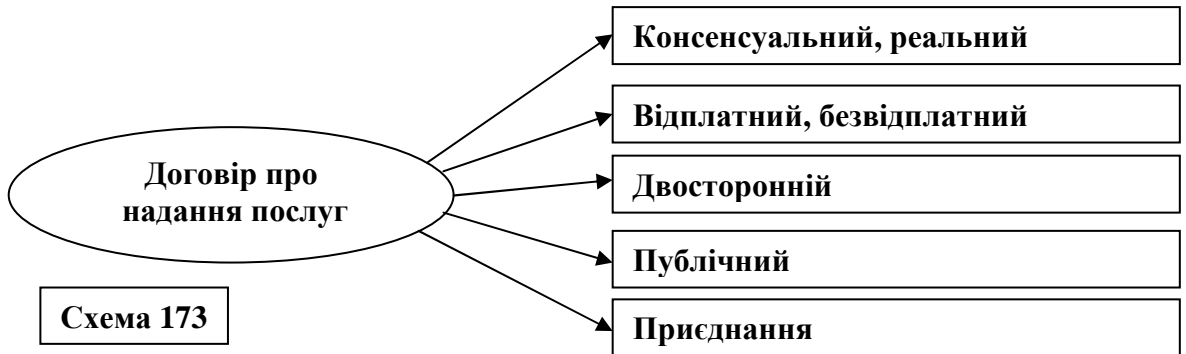 Консенсуальний, реальний
Відплатний, безвідплатний
Договір про
надання послуг
Двосторонній
Публічний
Схема 173
Приєднання